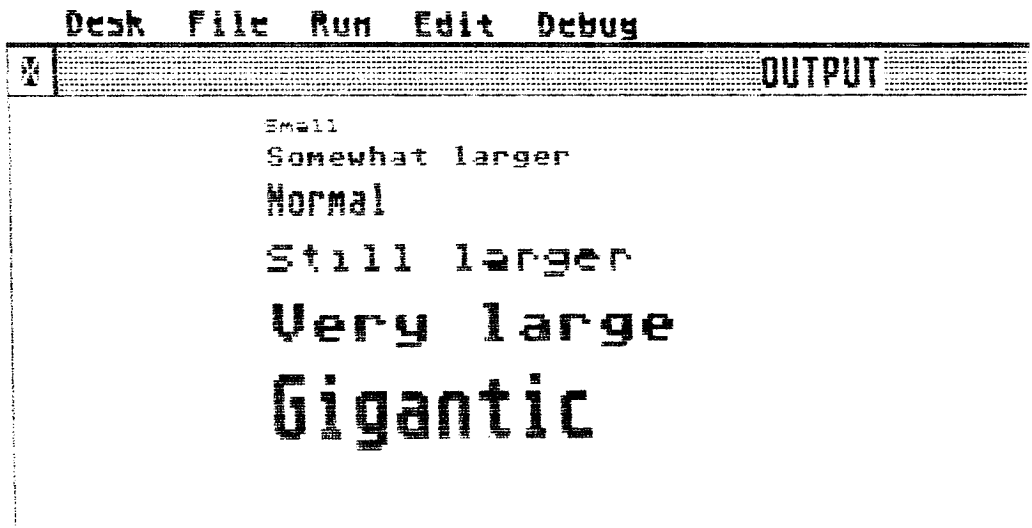 Desk File Run Edit Debug
OUTPUT
Small
Somewhat larger
Normal
Still larger
Very large
Gigantic